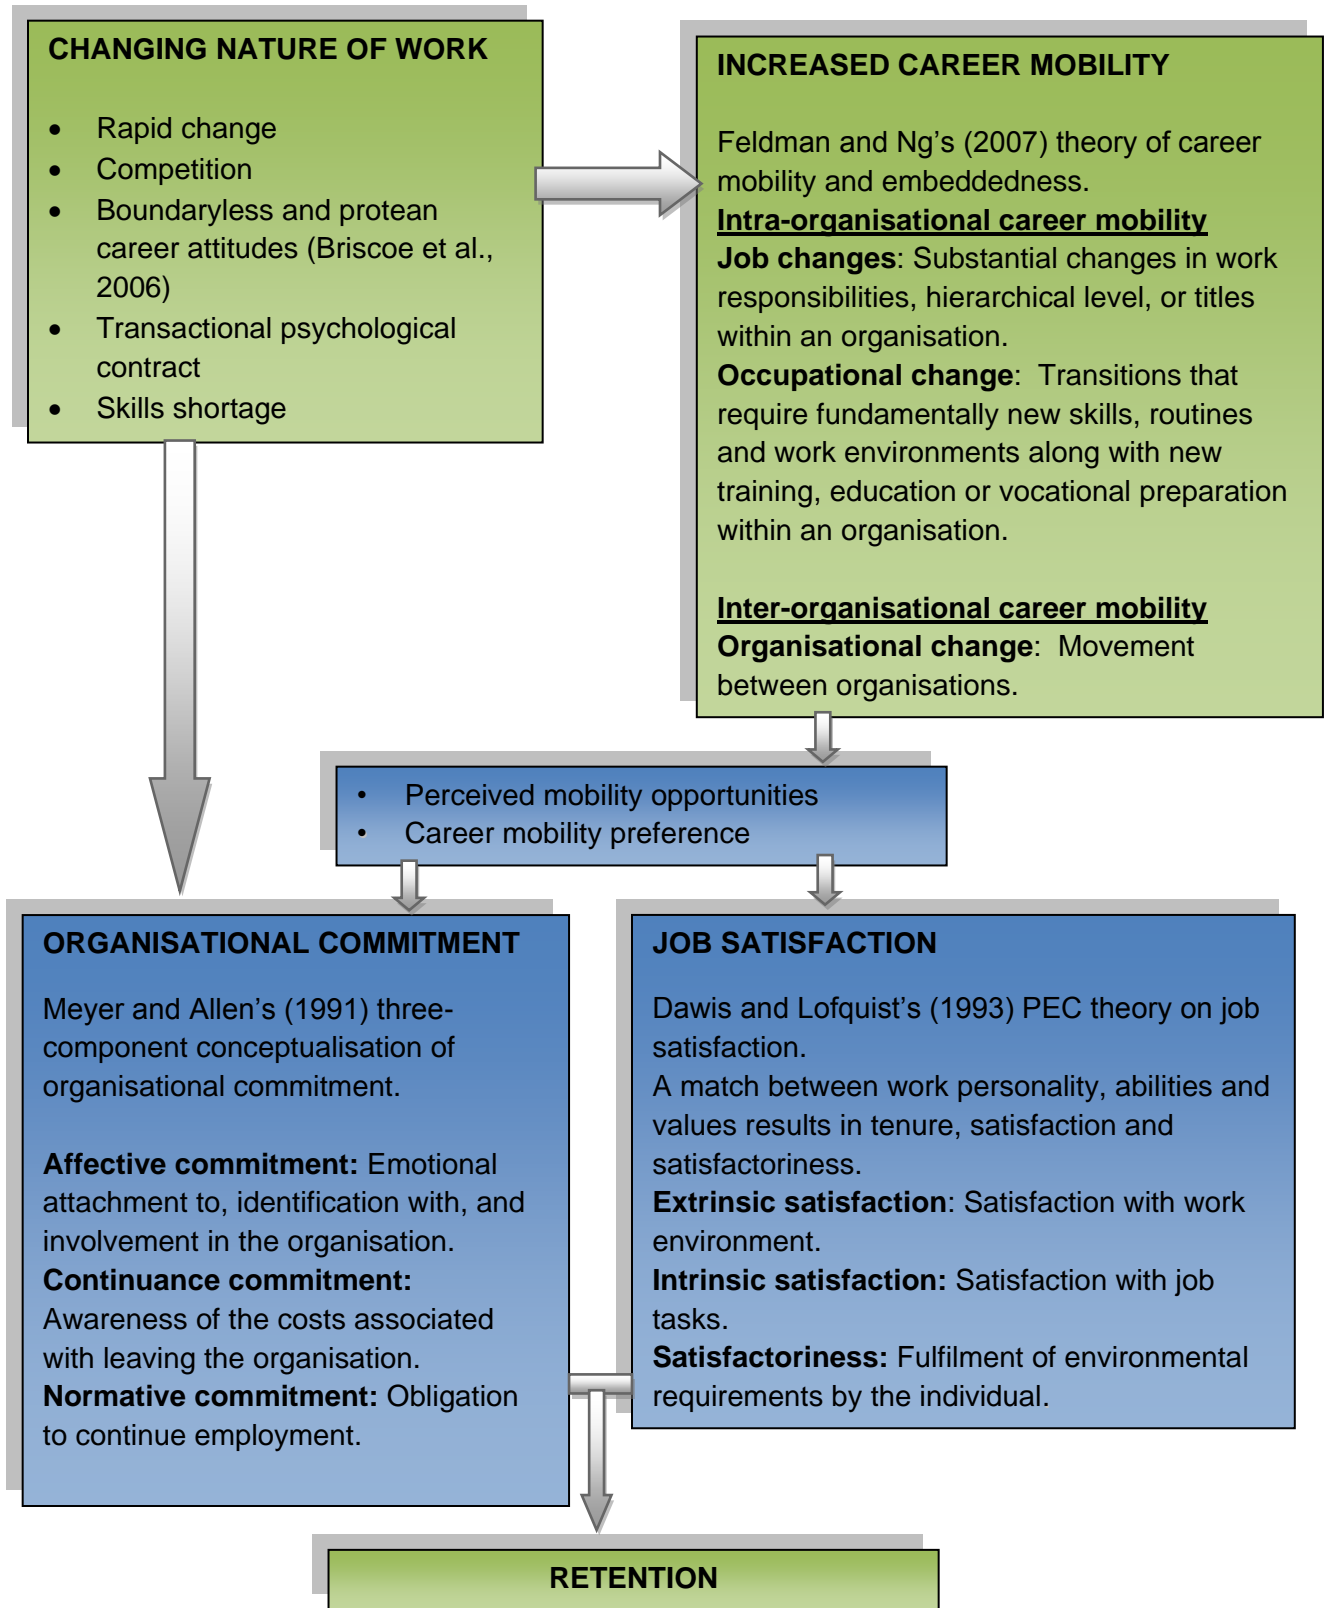 CHANGING NATURE OF WORK
• Rapid change
• Competition
• Boundaryless and protean
career attitudes (Briscoe et al.,
2006)
• Transactional psychological
contract
• Skills shortage
INCREASED CAREER MOBILITY
Feldman and Ng’s (2007) theory of career
mobility and embeddedness.
Intra-organisational career mobility
Job changes: Substantial changes in work
responsibilities, hierarchical level, or titles
within an organisation.
Occupational change:  Transitions that
require fundamentally new skills, routines
and work environments along with new
training, education or vocational preparation
within an organisation.
Inter-organisational career mobility
Organisational change:  Movement
between organisations.
• Perceived mobility opportunities
• Career mobility preference
ORGANISATIONAL COMMITMENT
Meyer and Allen’s (1991) three-
component conceptualisation of
organisational commitment.
Affective commitment: Emotional
attachment to, identification with, and
involvement in the organisation.
Continuance commitment:
Awareness of the costs associated
with leaving the organisation.
Normative commitment: Obligation
to continue employment.
JOB SATISFACTION
Dawis and Lofquist’s (1993) PEC theory on job
satisfaction.
A match between work personality, abilities and
values results in tenure, satisfaction and
satisfactoriness.
Extrinsic satisfaction: Satisfaction with work
environment.
Intrinsic satisfaction: Satisfaction with job
tasks.
Satisfactoriness: Fulfilment of environmental
requirements by the individual.
RETENTION